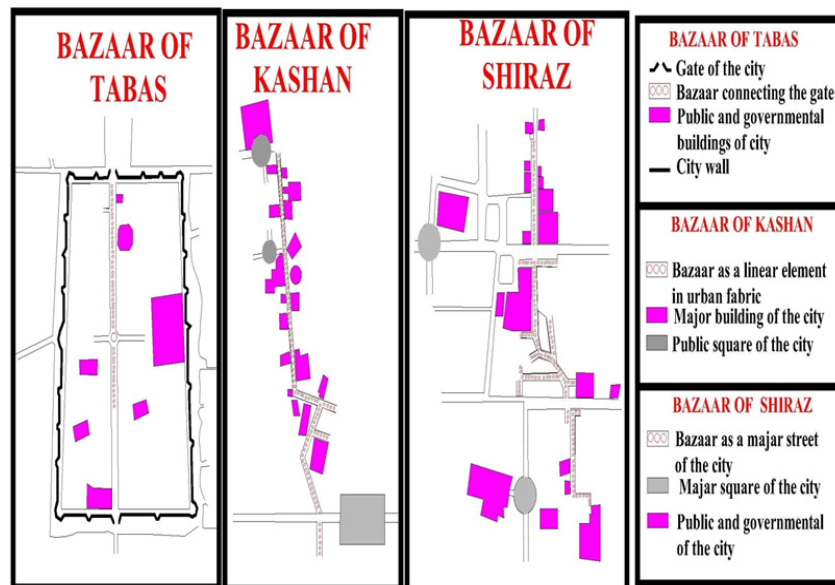 BAZAAR OF
TABAS
BAZAAR OF
KASHAN
BAZAAR OF
SHIRAZ
BAZAAR OF TABAS
Gate of the city
Bazaar connecting the gate
Public and governmental
buildings of city
City wall
BAZAAR OF KASHAN
Bazaar as a linear element
in urban fabric
Major building of the city
Public square of the city
BAZAAR OF SHIRAZ
Bazaar as a majar street
of the city
Majar square of the city
Public and governmental
of the city